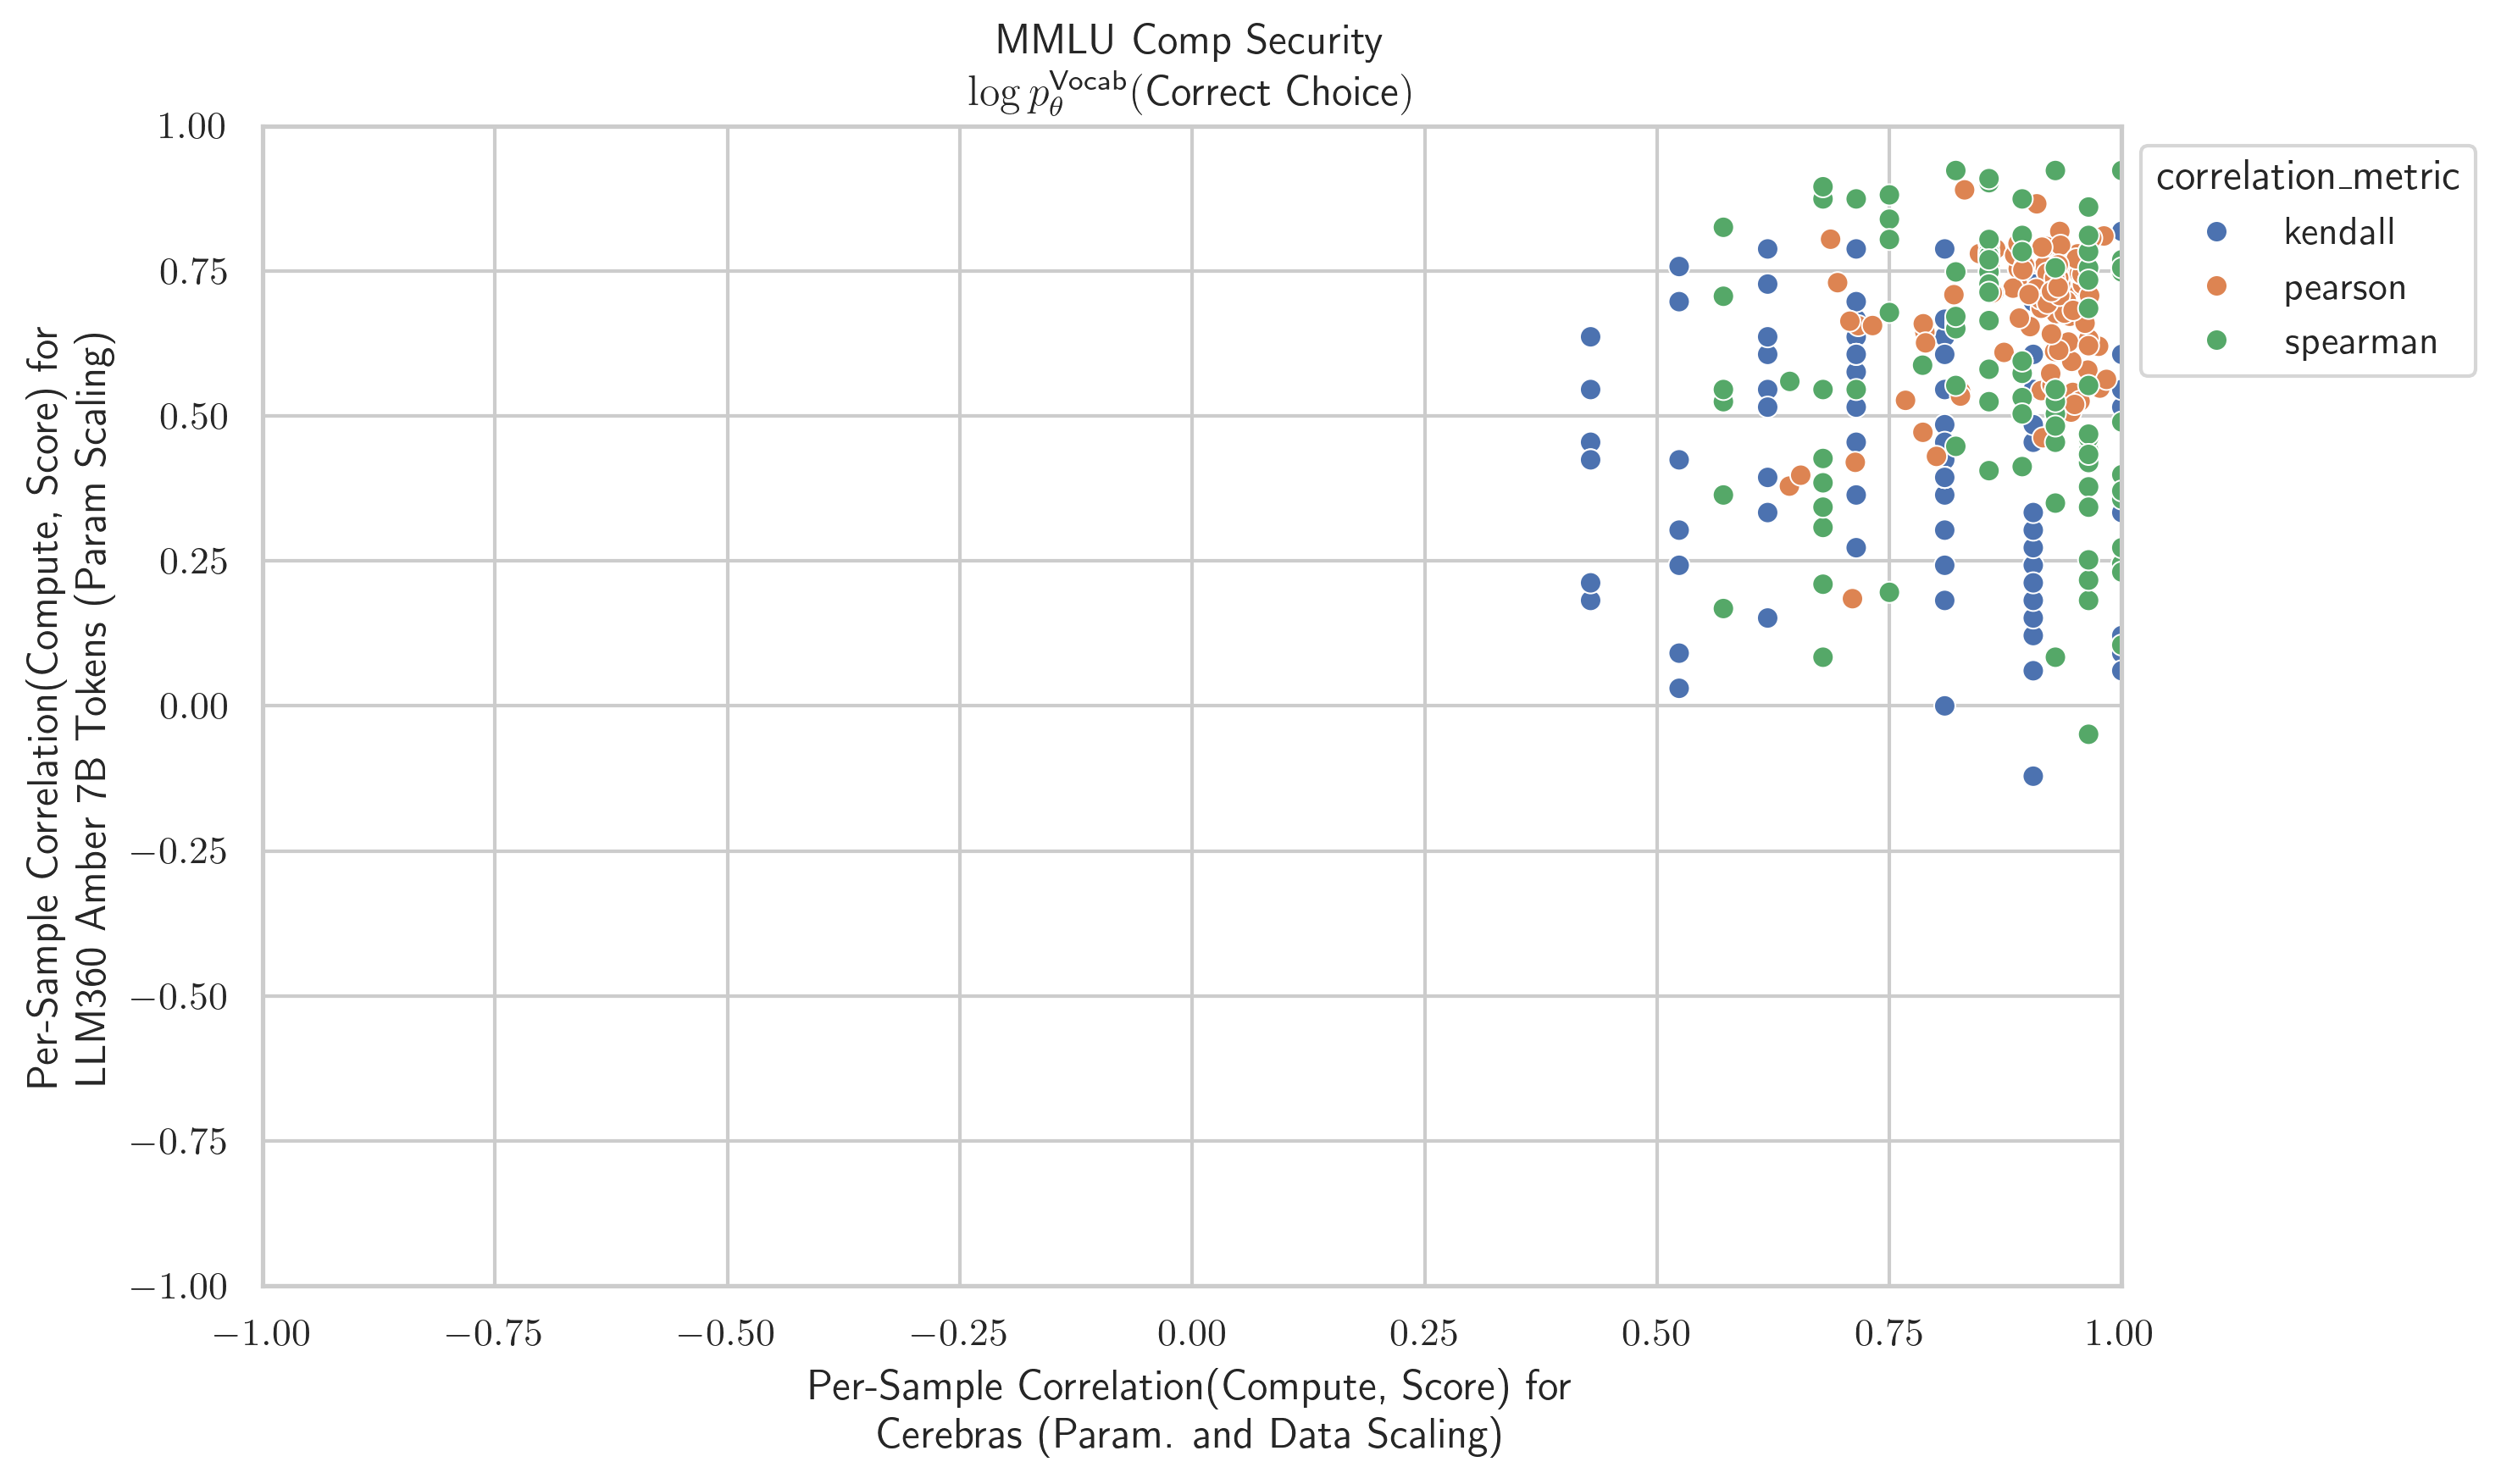 MMLU Comp Security
log p_θ^Vocab(Correct Choice)
Per-Sample Correlation(Compute, Score) for
LLM360 Amber 7B Tokens (Param Scaling)
1.00
0.75
0.50
0.25
0.00
−0.25
−0.50
−0.75
−1.00
correlation_metric
kendall
pearson
spearman
−1.00 −0.75 −0.50 −0.25 0.00 0.25 0.50 0.75 1.00
Per-Sample Correlation(Compute, Score) for
Cerebras (Param. and Data Scaling)